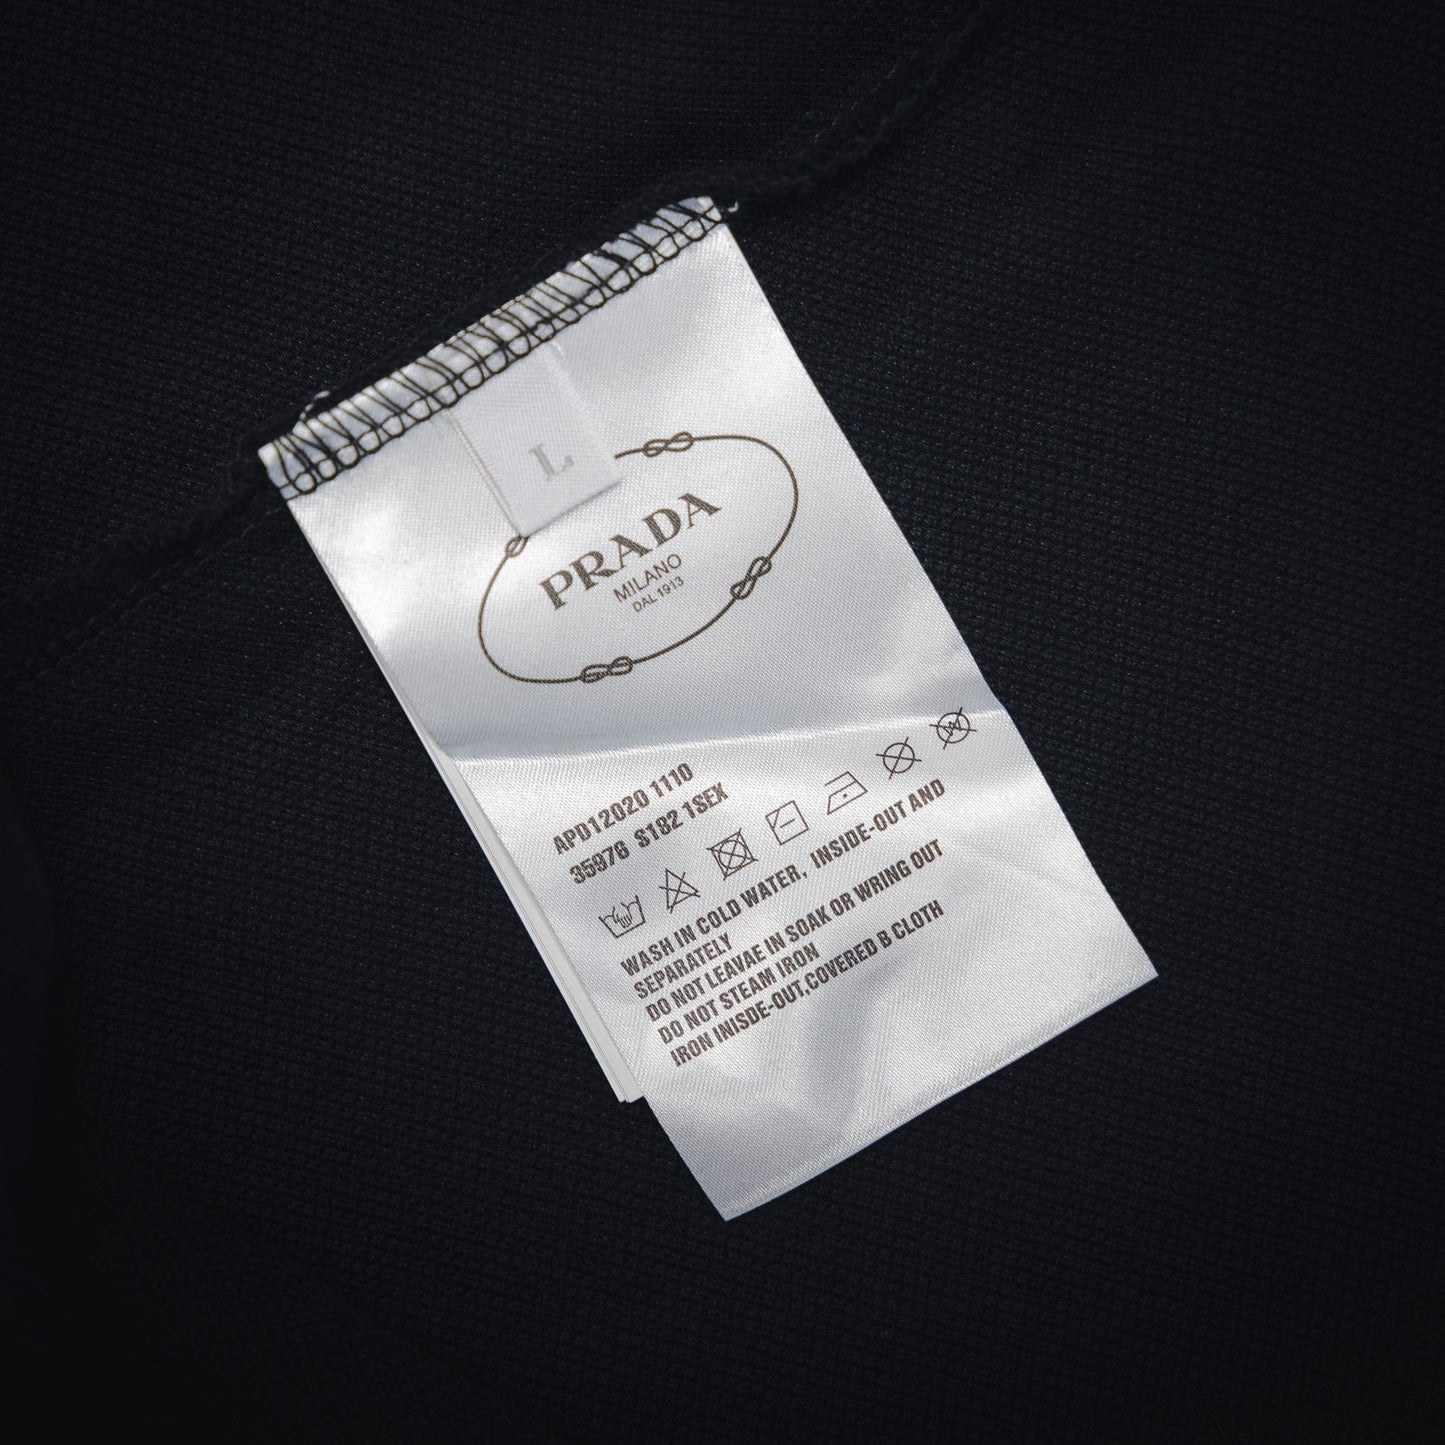 L
PRADA
MILANO
DAL 1913
APD12020 1110
35976 S182 1SEX
WASH IN COLD WATER, INSIDE-OUT AND
SEPARATELY
DO NOT LEAVAE IN SOAK OR WRING OUT
DO NOT STEAM IRON
IRON INISDE-OUT,COVERED B CLOTH